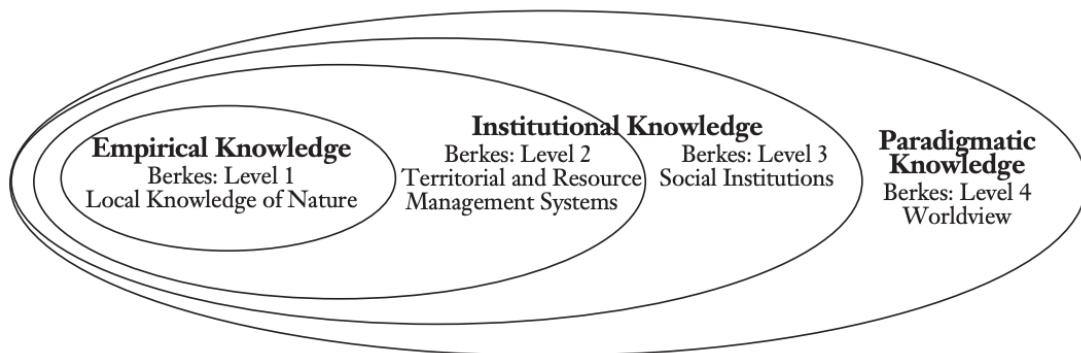 Empirical Knowledge
Berkes: Level 1
Local Knowledge of Nature
Institutional Knowledge
Berkes: Level 2
Territorial and Resource
Management Systems
Berkes: Level 3
Social Institutions
Paradigmatic
Knowledge
Berkes: Level 4
Worldview